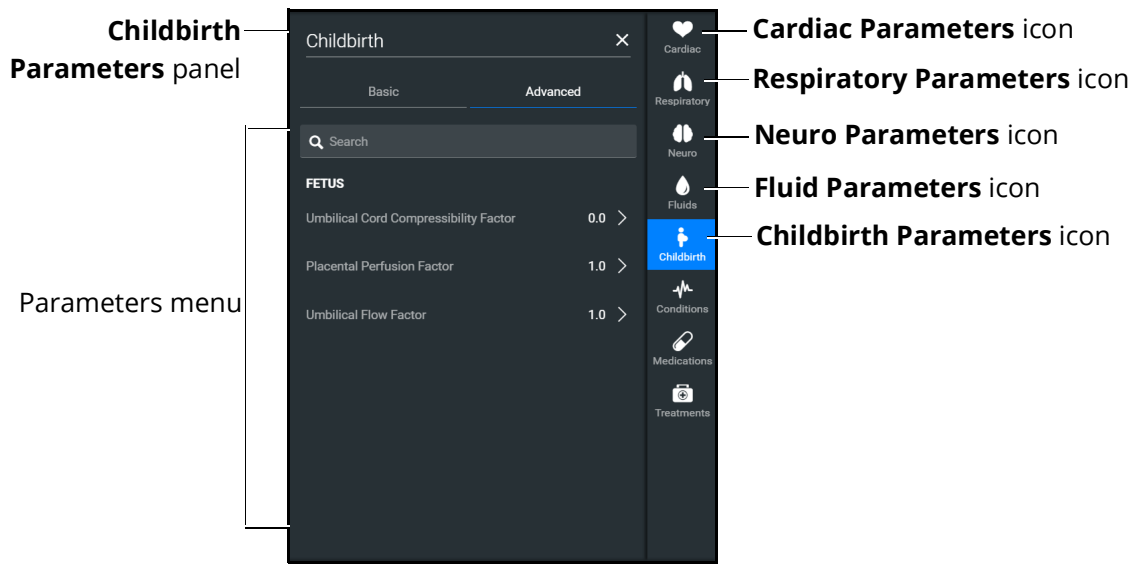 Childbirth
Parameters panel
Parameters menu
Childbirth
Basic
Advanced
Search
FETUS
Umbilical Cord Compressibility Factor 0.0
Placental Perfusion Factor 1.0
Umbilical Flow Factor 1.0
Cardiac
Respiratory
Neuro
Fluids
Childbirth
Conditions
Medications
Treatments
Cardiac Parameters icon
Respiratory Parameters icon
Neuro Parameters icon
Fluid Parameters icon
Childbirth Parameters icon